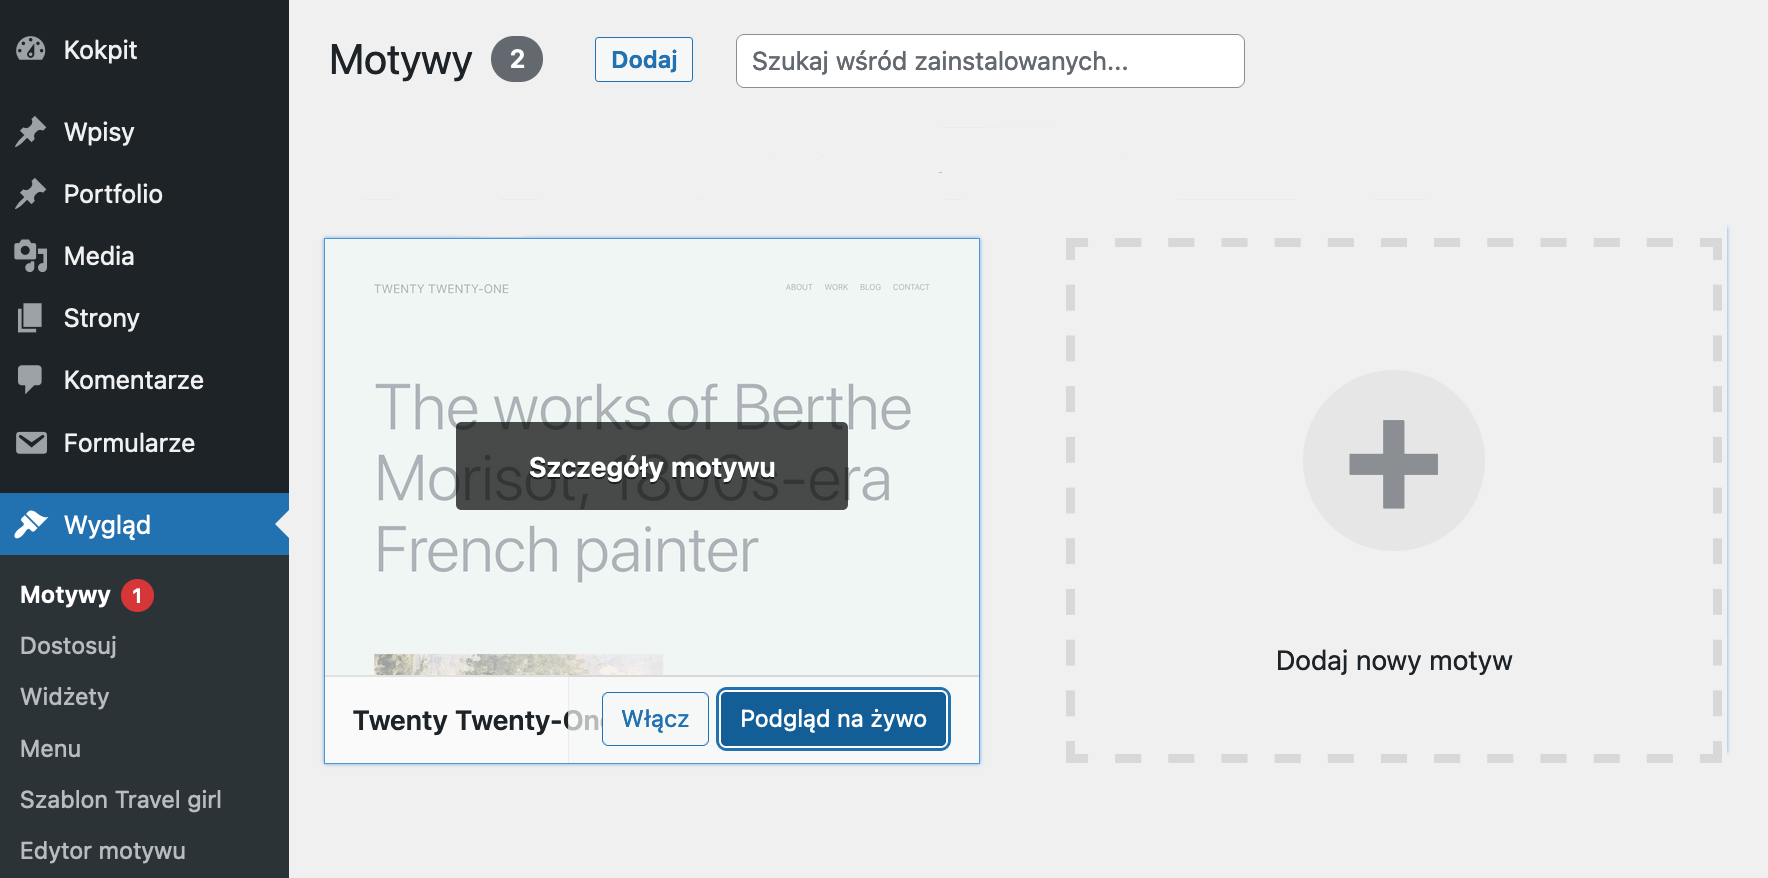 Kokpit
Wpisy
Portfolio
Media
Strony
Komentarze
Formularze
Wygląd
Motywy 1
Dostosuj
Widżety
Menu
Szablon Travel girl
Edytor motywu
Motywy 2 Dodaj Szukaj wśród zainstalowanych...
TWENTY TWENTY-ONE ABOUT WORK BLOG CONTACT
The works of Berthe
Morisot, 1800s-era
French painter
Szczegóły motywu
Twenty Twenty-One Włącz Podgląd na żywo
Dodaj nowy motyw